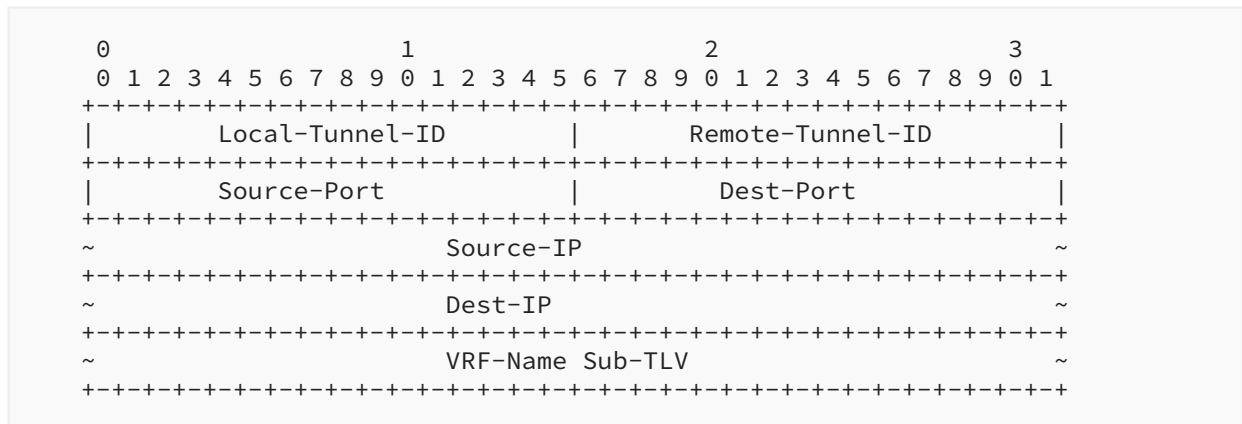 0                   1                   2                   3
 0 1 2 3 4 5 6 7 8 9 0 1 2 3 4 5 6 7 8 9 0 1 2 3 4 5 6 7 8 9 0 1
+-+-+-+-+-+-+-+-+-+-+-+-+-+-+-+-+-+-+-+-+-+-+-+-+-+-+-+-+-+-+-+-+
|        Local-Tunnel-ID        |       Remote-Tunnel-ID        |
+-+-+-+-+-+-+-+-+-+-+-+-+-+-+-+-+-+-+-+-+-+-+-+-+-+-+-+-+-+-+-+-+
|        Source-Port            |         Dest-Port             |
+-+-+-+-+-+-+-+-+-+-+-+-+-+-+-+-+-+-+-+-+-+-+-+-+-+-+-+-+-+-+-+-+
~                       Source-IP                               ~
+-+-+-+-+-+-+-+-+-+-+-+-+-+-+-+-+-+-+-+-+-+-+-+-+-+-+-+-+-+-+-+-+
~                       Dest-IP                                 ~
+-+-+-+-+-+-+-+-+-+-+-+-+-+-+-+-+-+-+-+-+-+-+-+-+-+-+-+-+-+-+-+-+
~                       VRF-Name Sub-TLV                        ~
+-+-+-+-+-+-+-+-+-+-+-+-+-+-+-+-+-+-+-+-+-+-+-+-+-+-+-+-+-+-+-+-+